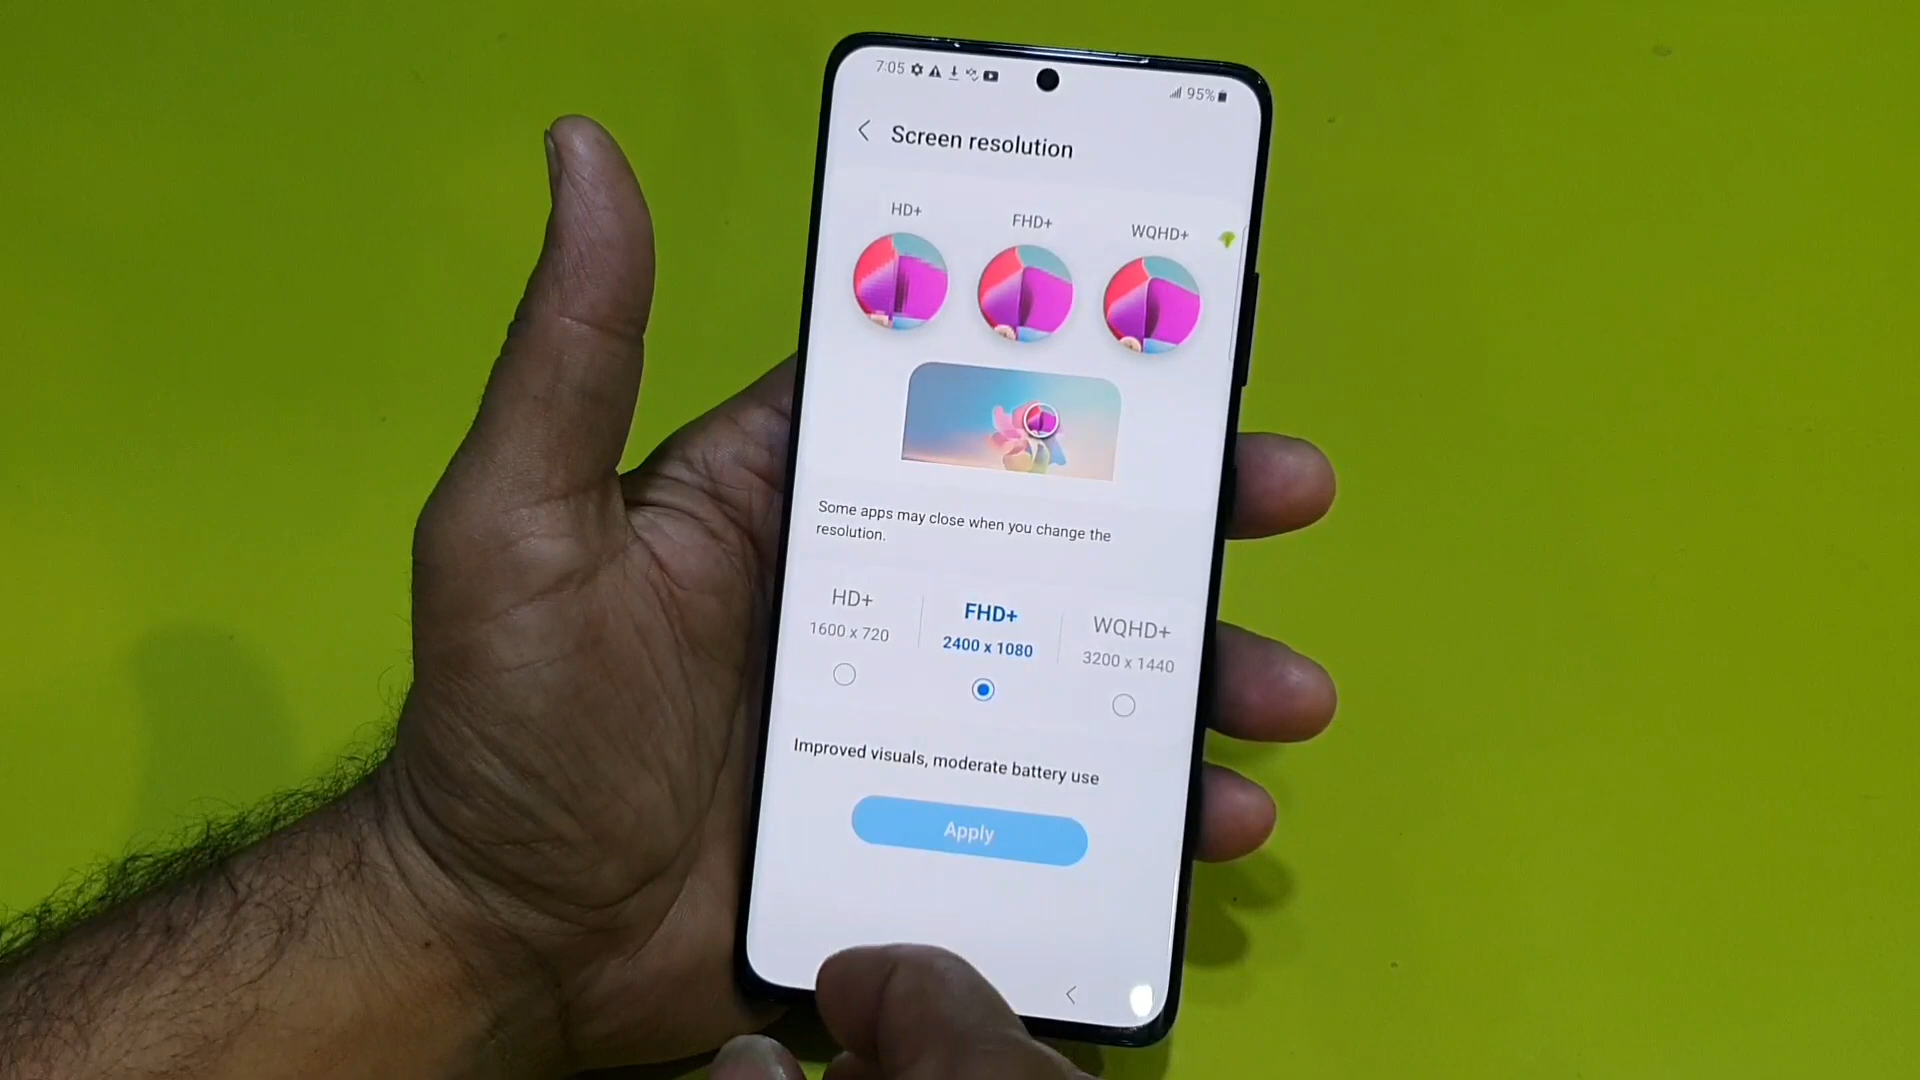 7:05
95%
Screen resolution
HD+
FHD+
WQHD+
Some apps may close when you change the
resolution.
HD+
FHD+
WQHD+
1600 x 720
2400 x 1080
3200 x 1440
Improved visuals, moderate battery use
Apply